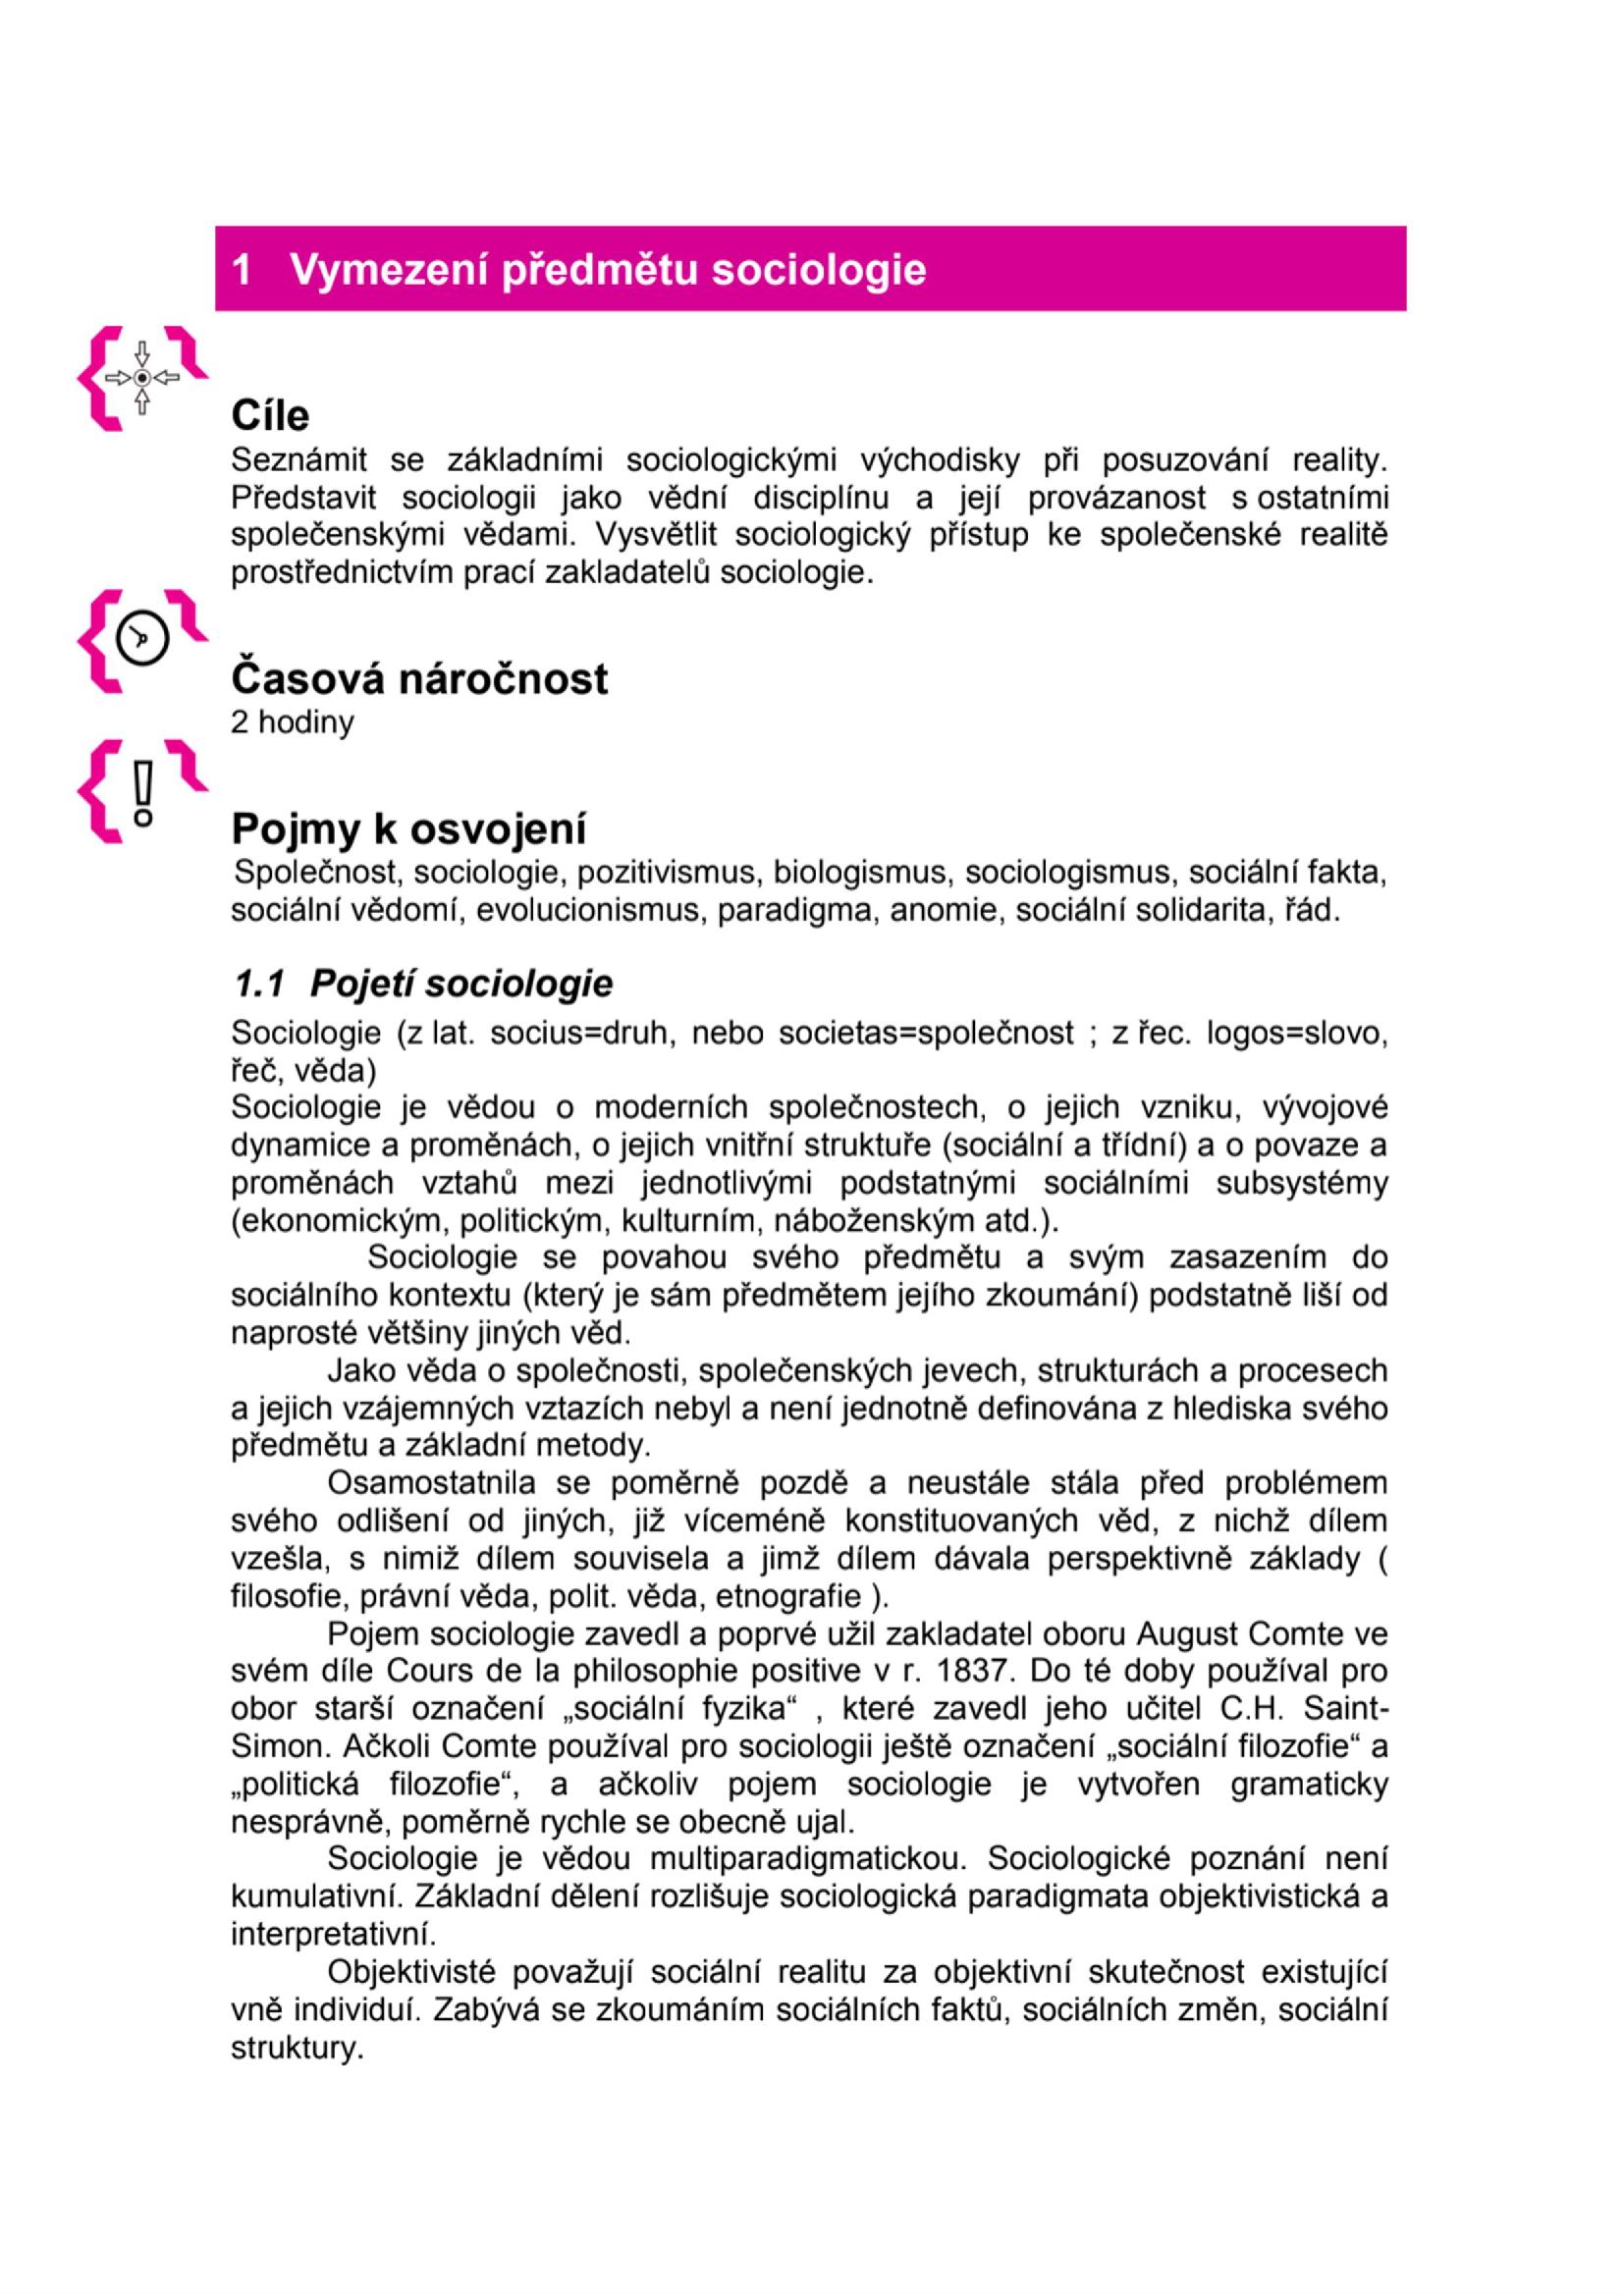 1 Vymezení předmětu sociologie
Cíle
Seznámit se základními sociologickými východisky při posuzování reality.
Představit sociologii jako vědní disciplínu a její provázanost s ostatními
společenskými vědami. Vysvětlit sociologický přístup ke společenské realitě
prostřednictvím prací zakladatelů sociologie.
Časová náročnost
2 hodiny
Pojmy k osvojení
Společnost, sociologie, pozitivismus, biologismus, sociologismus, sociální fakta,
sociální vědomí, evolucionismus, paradigma, anomie, sociální solidarita, řád.
1.1 Pojetí sociologie
Sociologie (z lat. socius=druh, nebo societas=společnost ; z řec. logos=slovo,
řeč, věda)
Sociologie je vědou o moderních společnostech, o jejich vzniku, vývojové
dynamice a proměnách, o jejich vnitřní struktuře (sociální a třídní) a o povaze a
proměnách vztahů mezi jednotlivými podstatnými sociálními subsystémy
(ekonomickým, politickým, kulturním, náboženským atd.).
Sociologie se povahou svého předmětu a svým zasazením do
sociálního kontextu (který je sám předmětem jejího zkoumání) podstatně liší od
naprosté většiny jiných věd.
Jako věda o společnosti, společenských jevech, strukturách a procesech
a jejich vzájemných vztazích nebyl a není jednotně definována z hlediska svého
předmětu a základní metody.
Osamostatnila se poměrně pozdě a neustále stála před problémem
svého odlišení od jiných, již víceméně konstituovaných věd, z nichž dílem
vzešla, s nimiž dílem souvisela a jimž dílem dávala perspektivně základy (
filosofie, právní věda, polit. věda, etnografie ).
Pojem sociologie zavedl a poprvé užil zakladatel oboru August Comte ve
svém díle Cours de la philosophie positive v r. 1837. Do té doby používal pro
obor starší označení „sociální fyzika“ , které zavedl jeho učitel C.H. Saint-
Simon. Ačkoli Comte používal pro sociologii ještě označení „sociální filozofie“ a
„politická filozofie“, a ačkoliv pojem sociologie je vytvořen gramaticky
nesprávně, poměrně rychle se obecně ujal.
Sociologie je vědou multiparadigmatickou. Sociologické poznání není
kumulativní. Základní dělení rozlišuje sociologická paradigmata objektivistická a
interpretativní.
Objektivisté považují sociální realitu za objektivní skutečnost existující
vně individuí. Zabývá se zkoumáním sociálních faktů, sociálních změn, sociální
struktury.